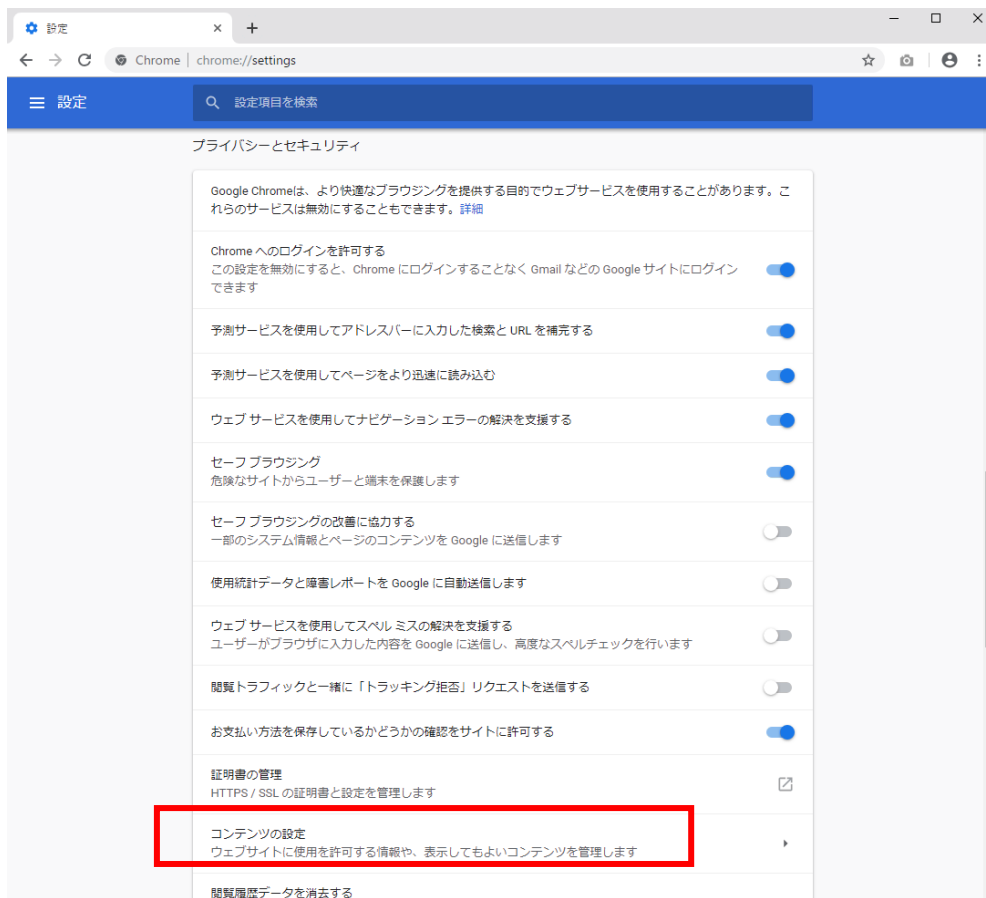 設定
Chrome | chrome://settings
設定
設定項目を検索
プライバシーとセキュリティ
Google Chromeは、より快適なブラウジングを提供する目的でウェブサービスを使用することがあります。こ
れらのサービスは無効にすることもできます。詳細
Chrome へのログインを許可する
この設定を無効にすると、Chrome にログインすることなく Gmail などの Google サイトにログイン
できます
予測サービスを使用してアドレスバーに入力した検索と URL を補完する
予測サービスを使用してページをより迅速に読み込む
ウェブ サービスを使用してナビゲーション エラーの解決を支援する
セーフ ブラウジング
危険なサイトからユーザーと端末を保護します
セーフ ブラウジングの改善に協力する
一部のシステム情報とページのコンテンツを Google に送信します
使用統計データと障害レポートを Google に自動送信します
ウェブ サービスを使用してスペル ミスの解決を支援する
ユーザーがブラウザに入力した内容を Google に送信し、高度なスペルチェックを行います
閲覧トラフィックと一緒に「トラッキング拒否」リクエストを送信する
お支払い方法を保存しているかどうかの確認をサイトに許可する
証明書の管理
HTTPS / SSL の証明書と設定を管理します
コンテンツの設定
ウェブサイトに使用を許可する情報や、表示してもよいコンテンツを管理します
閲覧履歴データを消去する